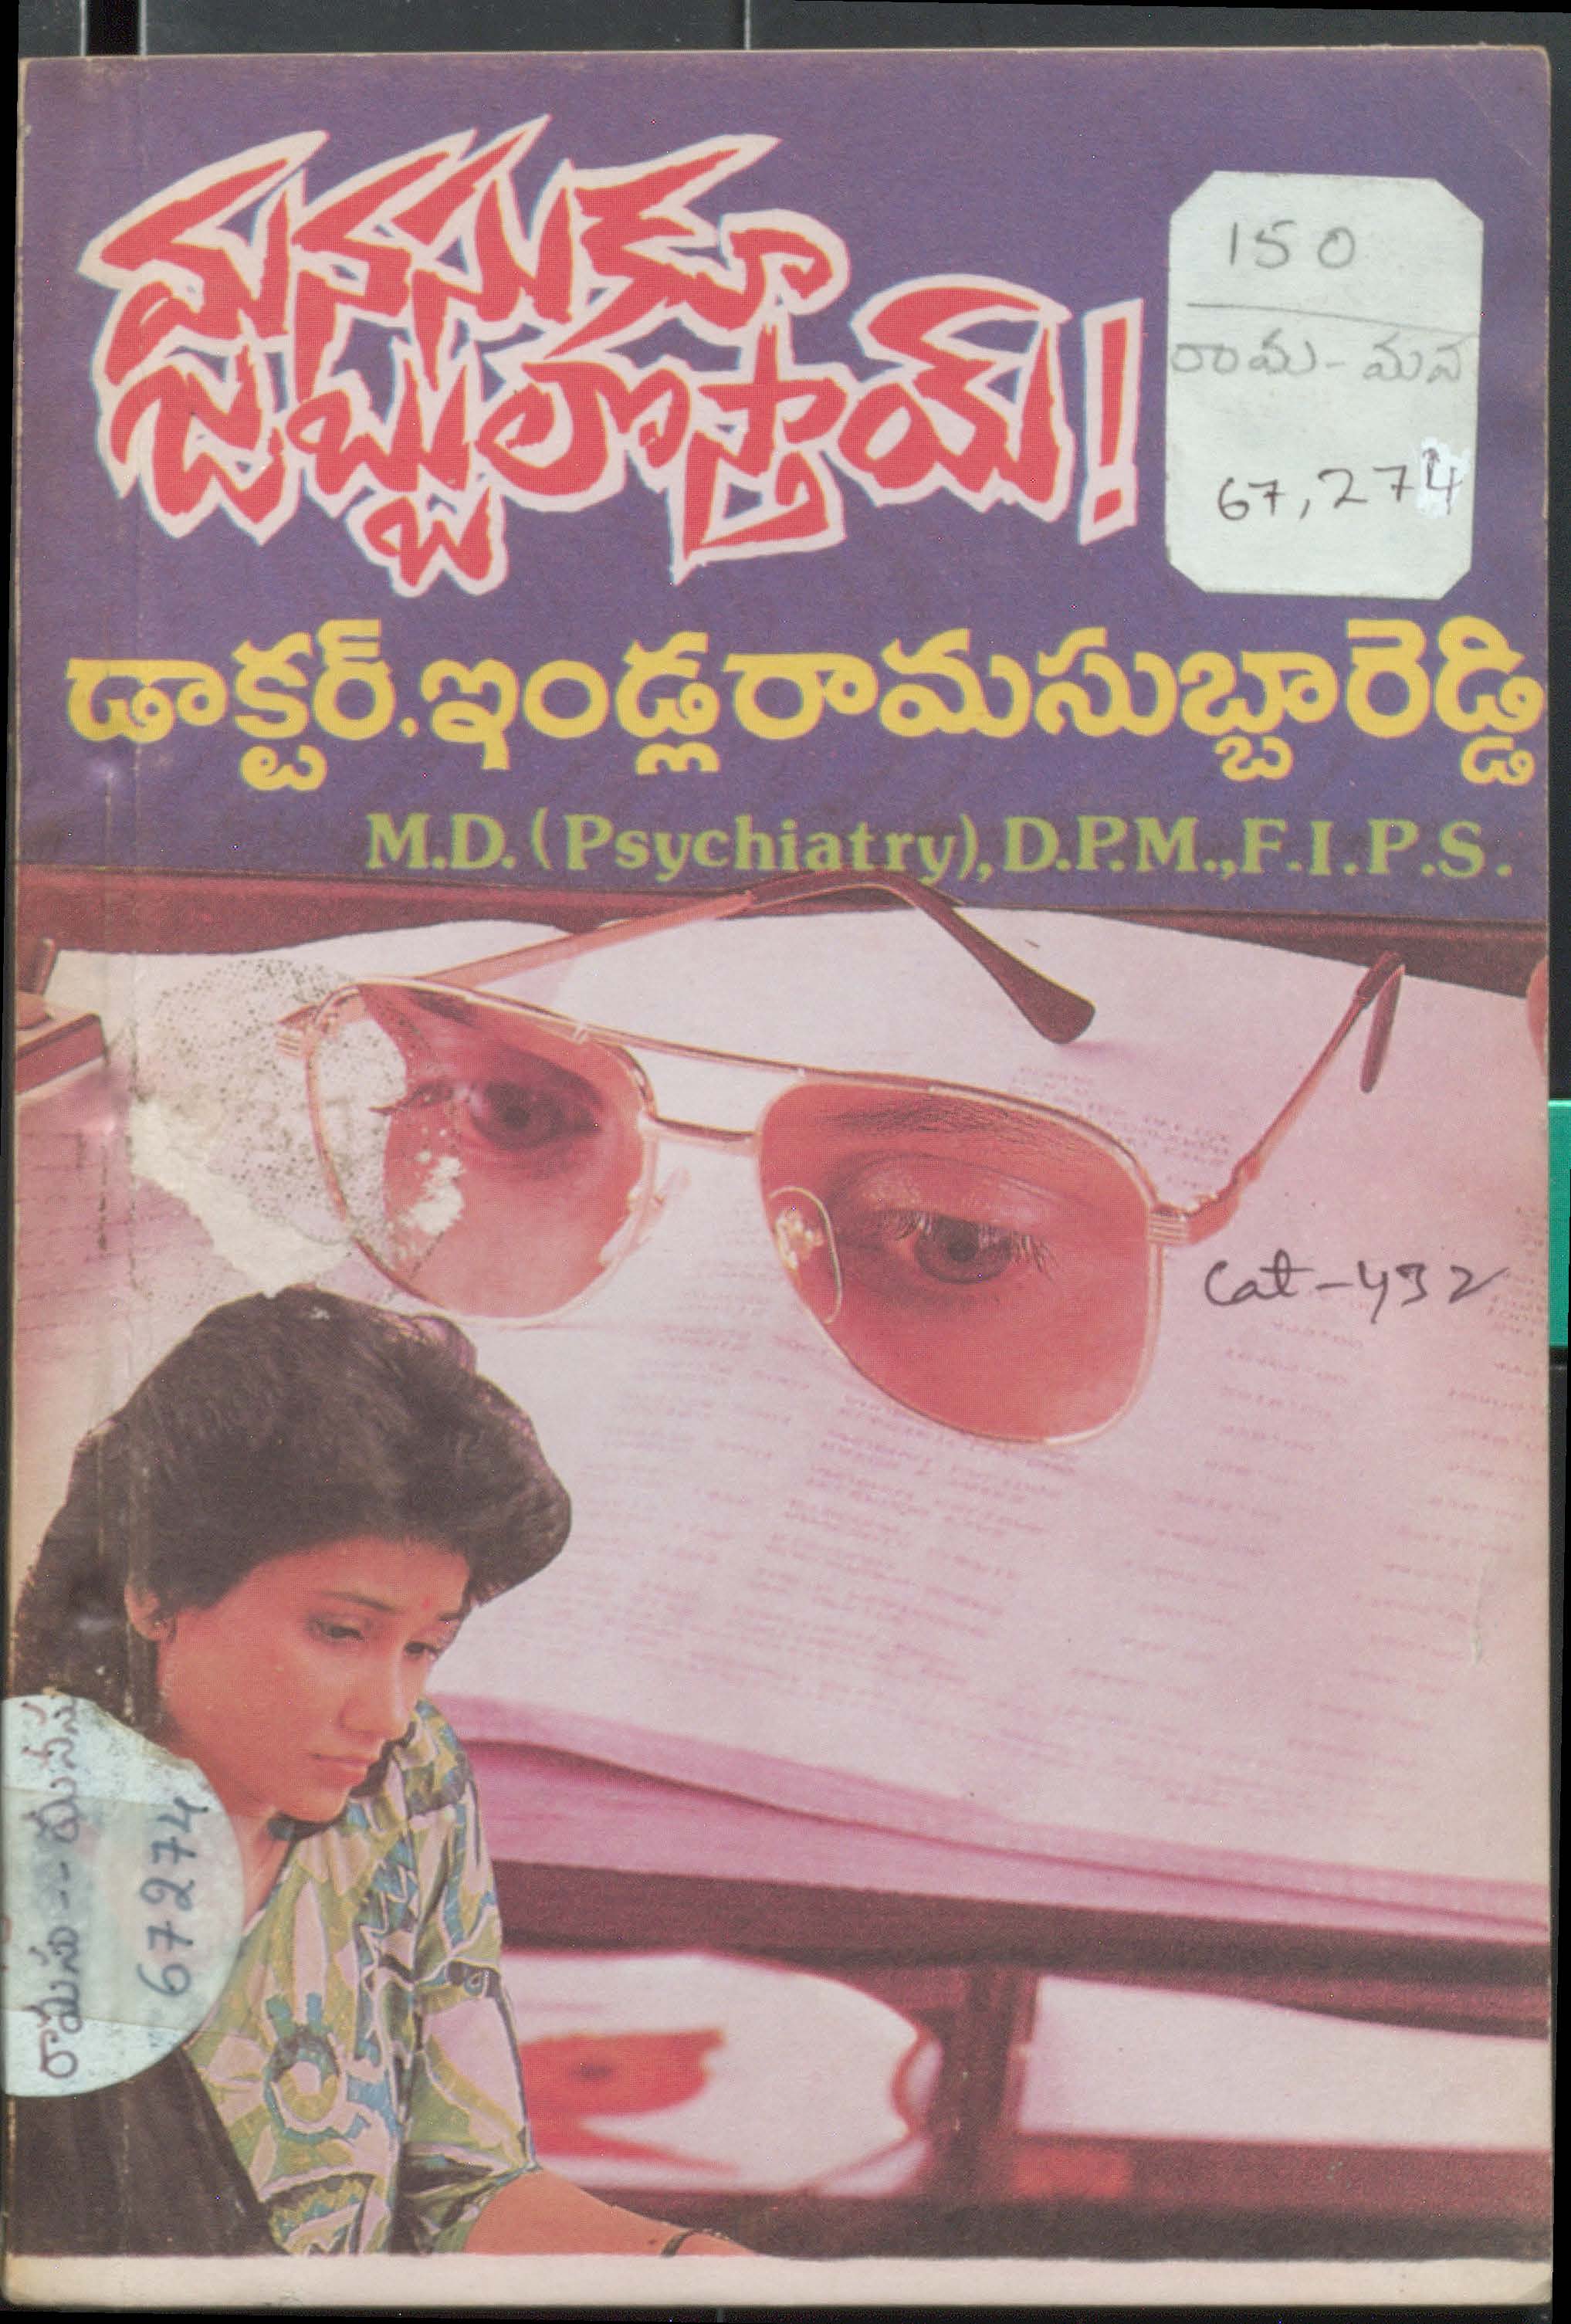 మనసుకూ
జబ్బులొస్తాయ్!
150
రామ - మన
67,274
డాక్టర్. ఇండ్ల రామసుబ్బారెడ్డి
M.D. (Psychiatry), D.P.M., F.I.P.S.
Cat - 432
67274